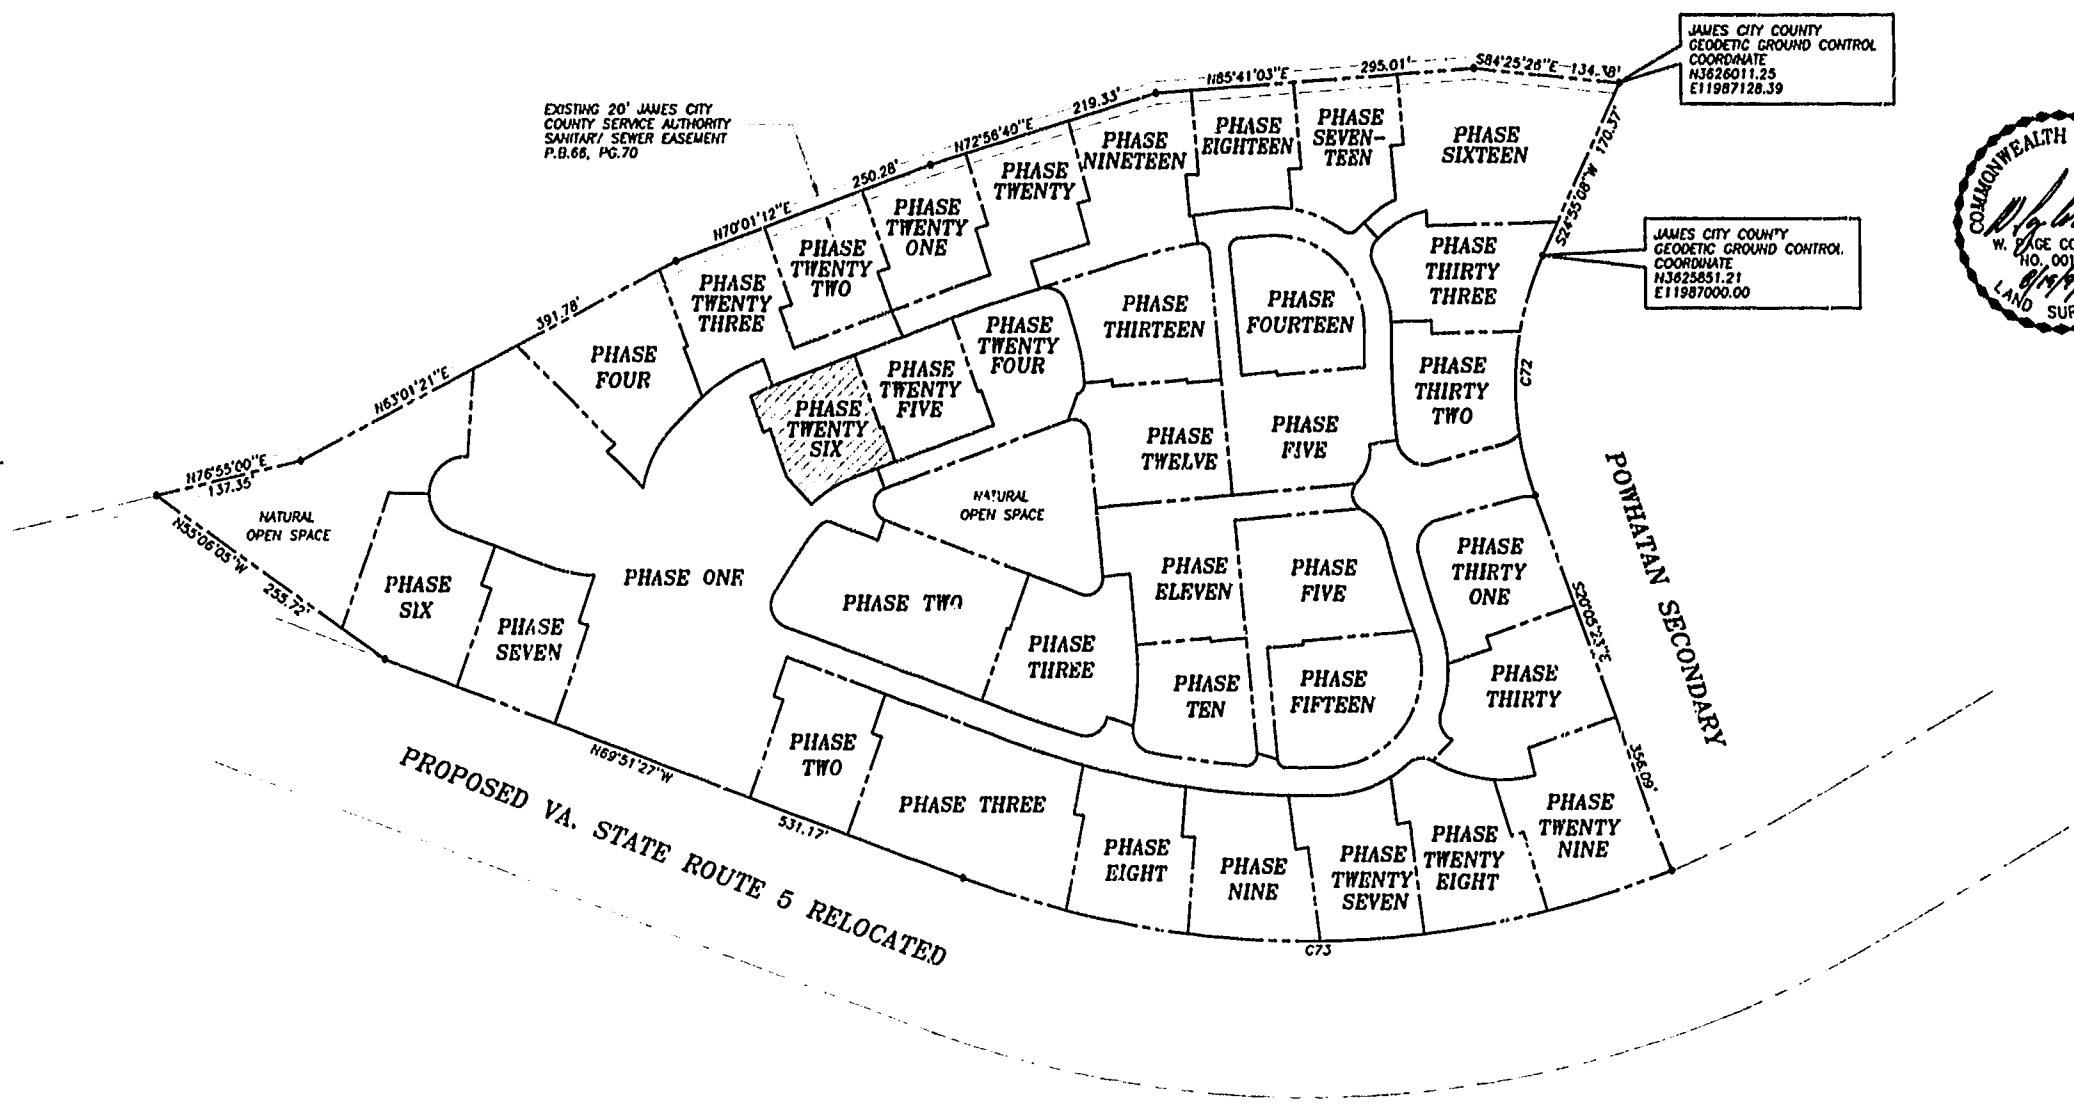 JAMES CITY COUNTY
GEODETIC GROUND CONTROL
COORDINATE
N3626011.25
E11987128.39
EXISTING 20' JAMES CITY
COUNTY SERVICE AUTHORITY
SANITARY SEWER EASEMENT
P.B.66, PG.70
JAMES CITY COUNTY
GEODETIC GROUND CONTROL
COORDINATE
N3625851.21
E11987000.00
COMMONWEALTH
W. PAGE
NO. 001
LAND
N76°55'00"E
137.35'
N63°01'21"E
391.78'
N70°01'12"E
250.28'
N72°56'40"E
219.33'
N85°41'03"E
295.01'
S84°25'26"E
S24°55'08"W
170.37'
C72
S20°05'23"E
356.09'
C73
531.17'
N69°51'27"W
255.72'
N55°06'05"W
PHASE
NINETEEN
PHASE
EIGHTEEN
PHASE
SEVEN-
TEEN
PHASE
SIXTEEN
PHASE
TWENTY
PHASE
TWENTY
ONE
PHASE
TWENTY
TWO
PHASE
TWENTY
THREE
PHASE
FOUR
PHASE
THIRTY
THREE
PHASE
THIRTEEN
PHASE
FOURTEEN
PHASE
TWENTY
FOUR
PHASE
TWENTY
FIVE
PHASE
TWENTY
SIX
PHASE
THIRTY
TWO
PHASE
TWELVE
PHASE
FIVE
NATURAL
OPEN SPACE
NATURAL
OPEN SPACE
PHASE
SIX
PHASE
SEVEN
PHASE ONE
PHASE TWO
PHASE
THREE
PHASE
ELEVEN
PHASE
FIVE
PHASE
THIRTY
ONE
PHASE
TEN
PHASE
FIFTEEN
PHASE
THIRTY
PHASE
TWO
PHASE THREE
PHASE
EIGHT
PHASE
NINE
PHASE
TWENTY
SEVEN
PHASE
TWENTY
EIGHT
PHASE
TWENTY
NINE
POWHATAN SECONDARY
PROPOSED VA. STATE ROUTE 5 RELOCATED